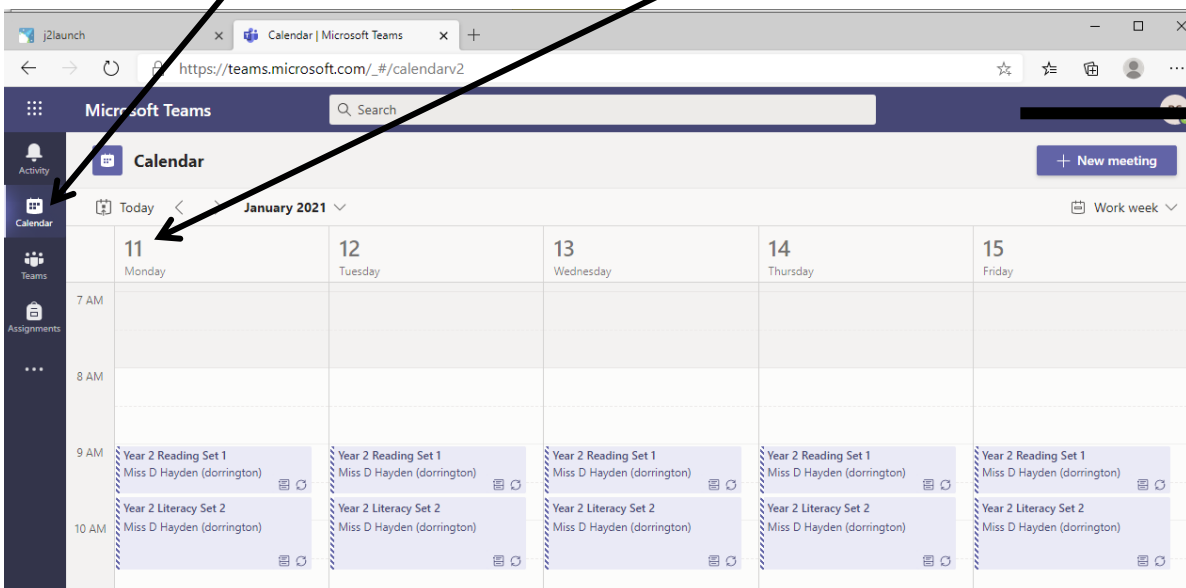 j2launch
Calendar | Microsoft Teams
https://teams.microsoft.com/_#/calendarv2
Microsoft Teams
Search
Activity
Calendar
+ New meeting
Calendar
Today
January 2021
Work week
Teams
11
12
13
14
15
Monday
Tuesday
Wednesday
Thursday
Friday
Assignments
7 AM
8 AM
9 AM
Year 2 Reading Set 1
Miss D Hayden (dorrington)
Year 2 Reading Set 1
Miss D Hayden (dorrington)
Year 2 Reading Set 1
Miss D Hayden (dorrington)
Year 2 Reading Set 1
Miss D Hayden (dorrington)
Year 2 Reading Set 1
Miss D Hayden (dorrington)
10 AM
Year 2 Literacy Set 2
Miss D Hayden (dorrington)
Year 2 Literacy Set 2
Miss D Hayden (dorrington)
Year 2 Literacy Set 2
Miss D Hayden (dorrington)
Year 2 Literacy Set 2
Miss D Hayden (dorrington)
Year 2 Literacy Set 2
Miss D Hayden (dorrington)